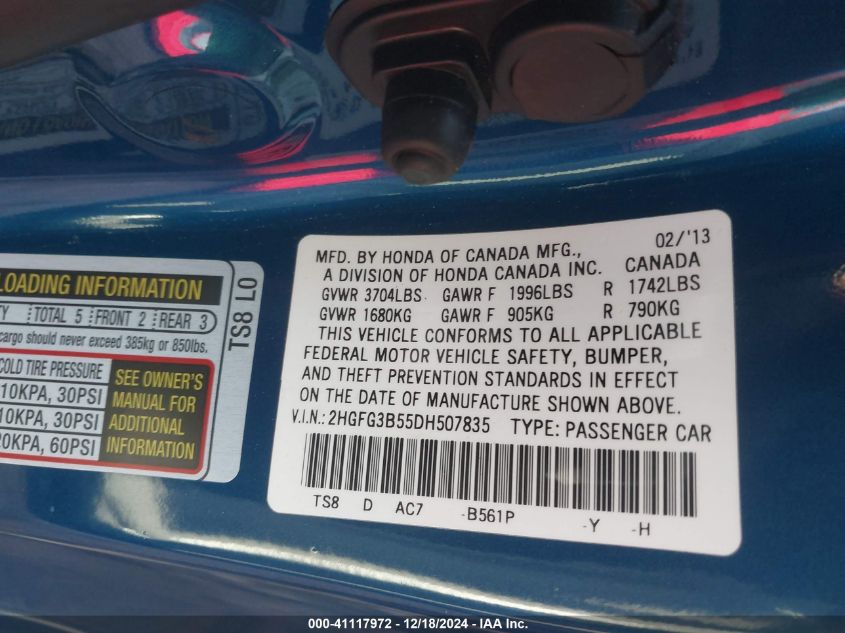 LOADING INFORMATION
TOTAL 5 FRONT 2 REAR 3
cargo should never exceed 385kg or 850lbs.
COLD TIRE PRESSURE
10KPA, 30PSI
10KPA, 30PSI
20KPA, 60PSI
SEE OWNER'S
MANUAL FOR
ADDITIONAL
INFORMATION
TS8 L0
MFD. BY HONDA OF CANADA MFG., 02/'13
A DIVISION OF HONDA CANADA INC. CANADA
GVWR 3704LBS GAWR F 1996LBS R 1742LBS
GVWR 1680KG GAWR F 905KG R 790KG
THIS VEHICLE CONFORMS TO ALL APPLICABLE
FEDERAL MOTOR VEHICLE SAFETY, BUMPER,
AND THEFT PREVENTION STANDARDS IN EFFECT
ON THE DATE OF MANUFACTURE SHOWN ABOVE.
V.I.N.: 2HGFG3B55DH507835 TYPE: PASSENGER CAR
TS8 D AC7 -B561P -Y -H
000-41117972 - 12/18/2024 - IAA Inc.